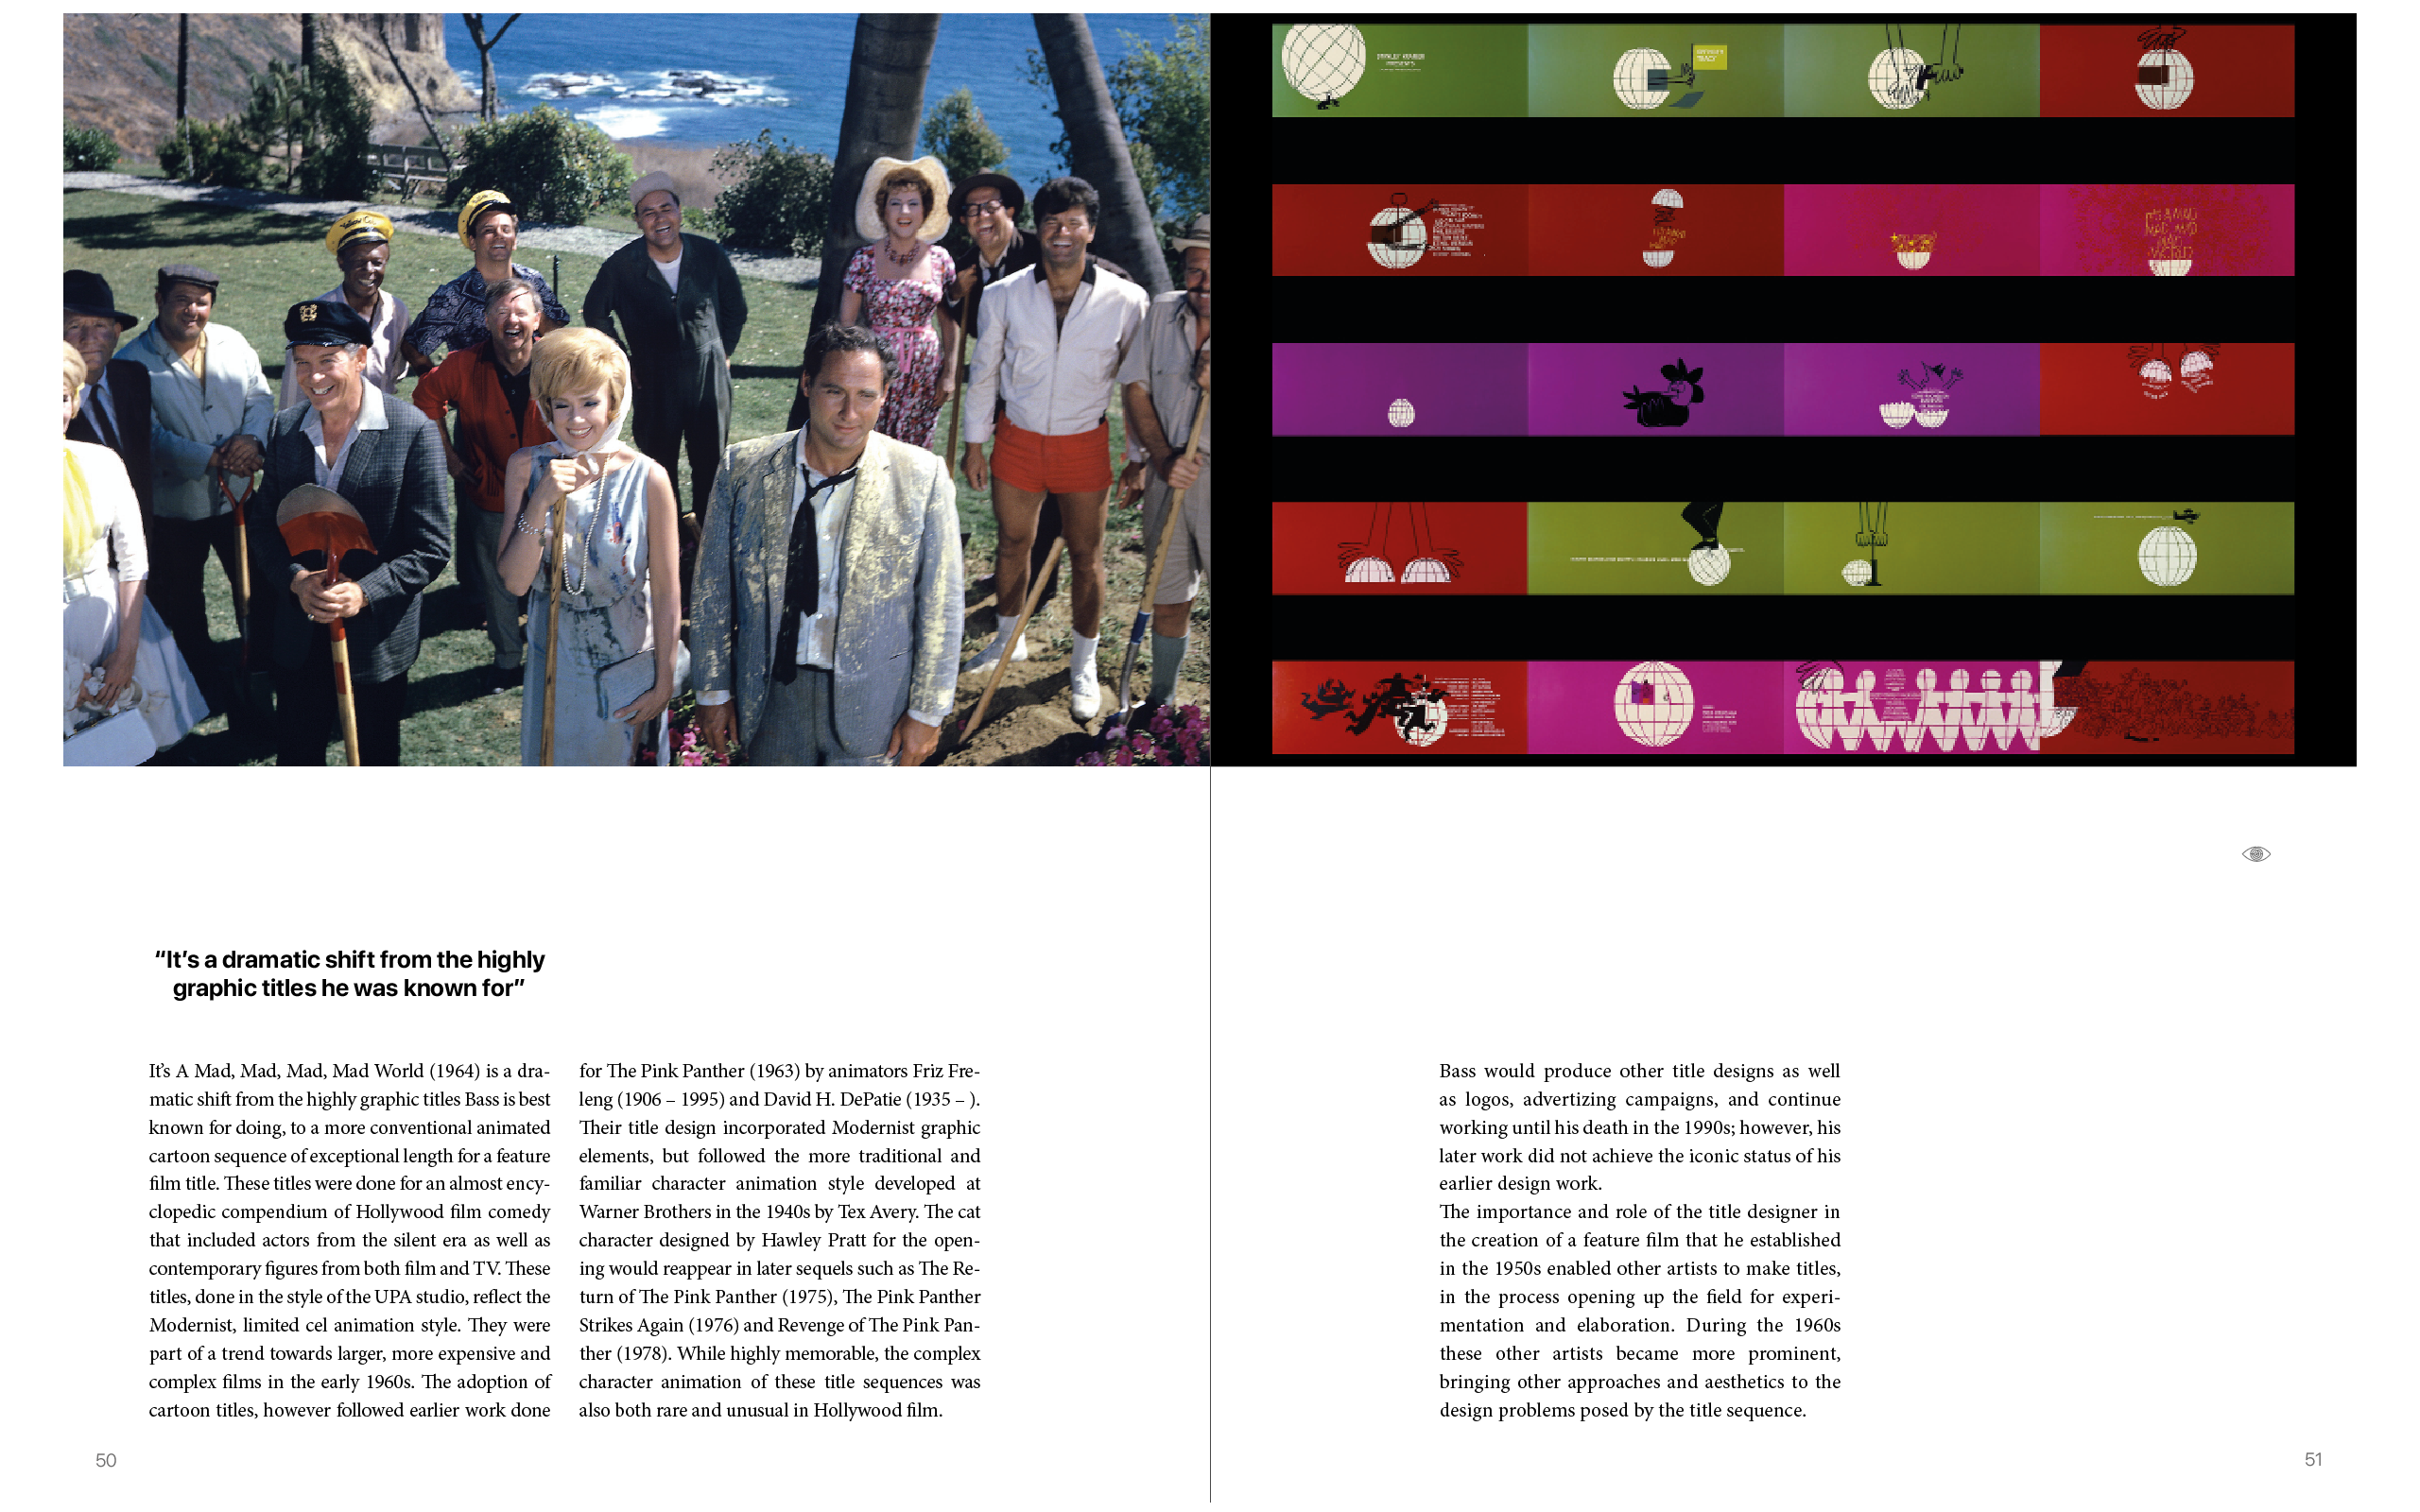 STANLEY KRAMER
PRESENTS
SPENCER
TRACY
IT'S A MAD
MAD, MAD
MAD
WORLD
“It’s a dramatic shift from the highly
graphic titles he was known for”
It’s A Mad, Mad, Mad, Mad World (1964) is a dra-
matic shift from the highly graphic titles Bass is best
known for doing, to a more conventional animated
cartoon sequence of exceptional length for a feature
film title. These titles were done for an almost ency-
clopedic compendium of Hollywood film comedy
that included actors from the silent era as well as
contemporary figures from both film and TV. These
titles, done in the style of the UPA studio, reflect the
Modernist, limited cel animation style. They were
part of a trend towards larger, more expensive and
complex films in the early 1960s. The adoption of
cartoon titles, however followed earlier work done
for The Pink Panther (1963) by animators Friz Fre-
leng (1906 – 1995) and David H. DePatie (1935 – ).
Their title design incorporated Modernist graphic
elements, but followed the more traditional and
familiar character animation style developed at
Warner Brothers in the 1940s by Tex Avery. The cat
character designed by Hawley Pratt for the open-
ing would reappear in later sequels such as The Re-
turn of The Pink Panther (1975), The Pink Panther
Strikes Again (1976) and Revenge of The Pink Pan-
ther (1978). While highly memorable, the complex
character animation of these title sequences was
also both rare and unusual in Hollywood film.
Bass would produce other title designs as well
as logos, advertizing campaigns, and continue
working until his death in the 1990s; however, his
later work did not achieve the iconic status of his
earlier design work.
The importance and role of the title designer in
the creation of a feature film that he established
in the 1950s enabled other artists to make titles,
in the process opening up the field for experi-
mentation and elaboration. During the 1960s
these other artists became more prominent,
bringing other approaches and aesthetics to the
design problems posed by the title sequence.
50
51